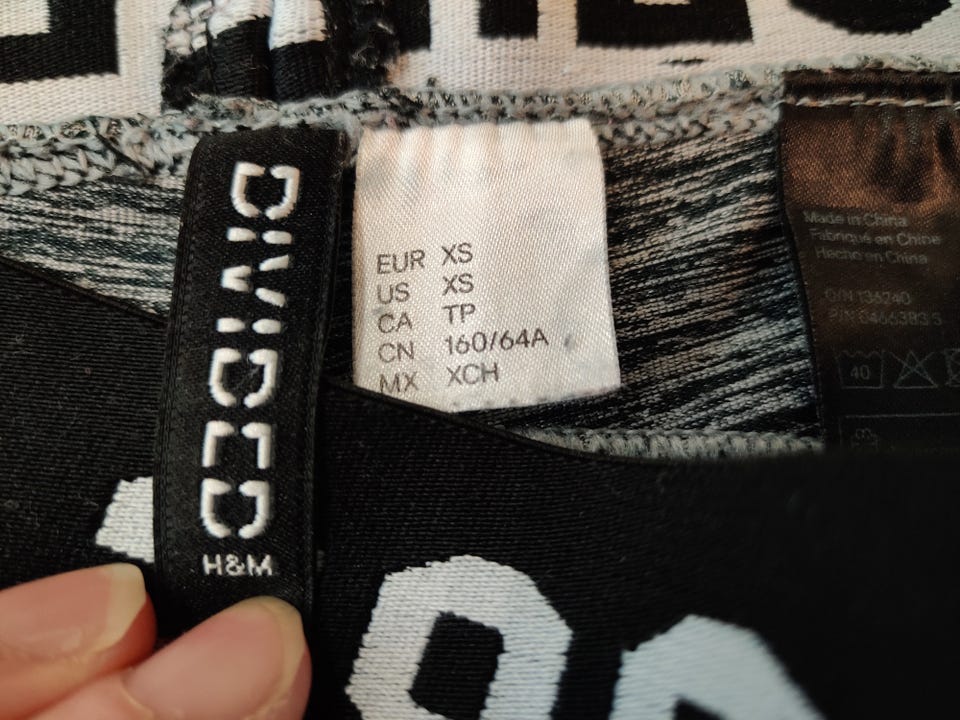 DIVIDED
H&M
EUR XS
US XS
CA TP
CN 160/64A
MX XCH
Made in China
Fabriqué en Chine
Hecho en China
O/N 136240
40